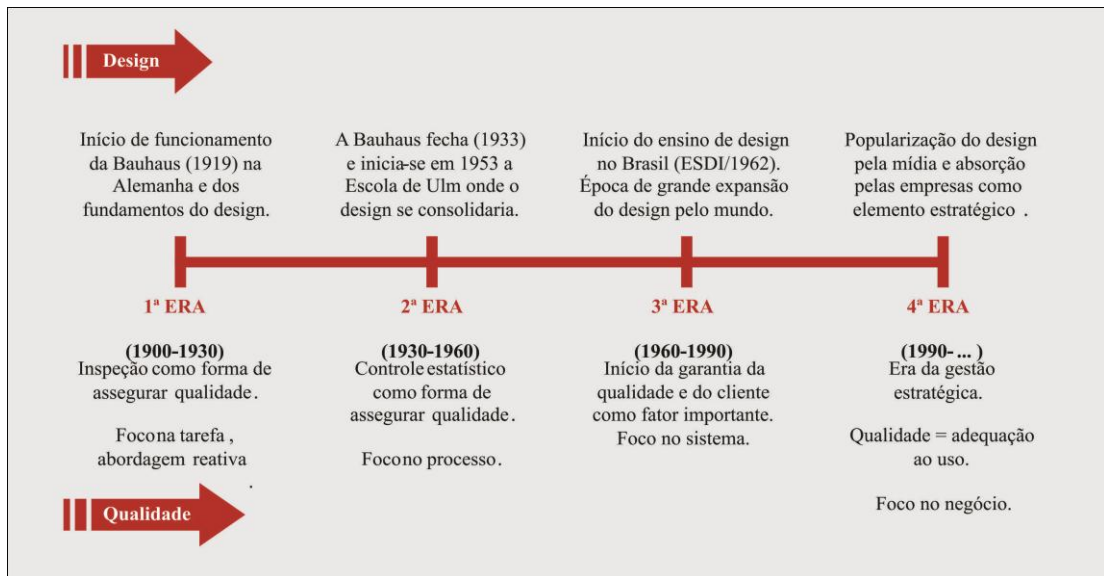 Design
Início de funcionamento
da Bauhaus (1919) na
Alemanha e dos
fundamentos do design.
A Bauhaus fecha (1933)
e inicia-se em 1953 a
Escola de Ulm onde o
design se consolidaria.
Início do ensino de design
no Brasil (ESDI/1962).
Época de grande expansão
do design pelo mundo.
Popularização do design
pela mídia e absorção
pelas empresas como
elemento estratégico .
1ª ERA
2ª ERA
3ª ERA
4ª ERA
(1900-1930)
Inspeção como forma de
assegurar qualidade.
Foco na tarefa ,
abordagem reativa
.
(1930-1960)
Controle estatístico
como forma de
assegurar qualidade.
Foco no processo.
(1960-1990)
Início da garantia da
qualidade e do cliente
como fator importante.
Foco no sistema.
(1990- ... )
Era da gestão
estratégica.
Qualidade = adequação
ao uso.
Foco no negócio.
Qualidade